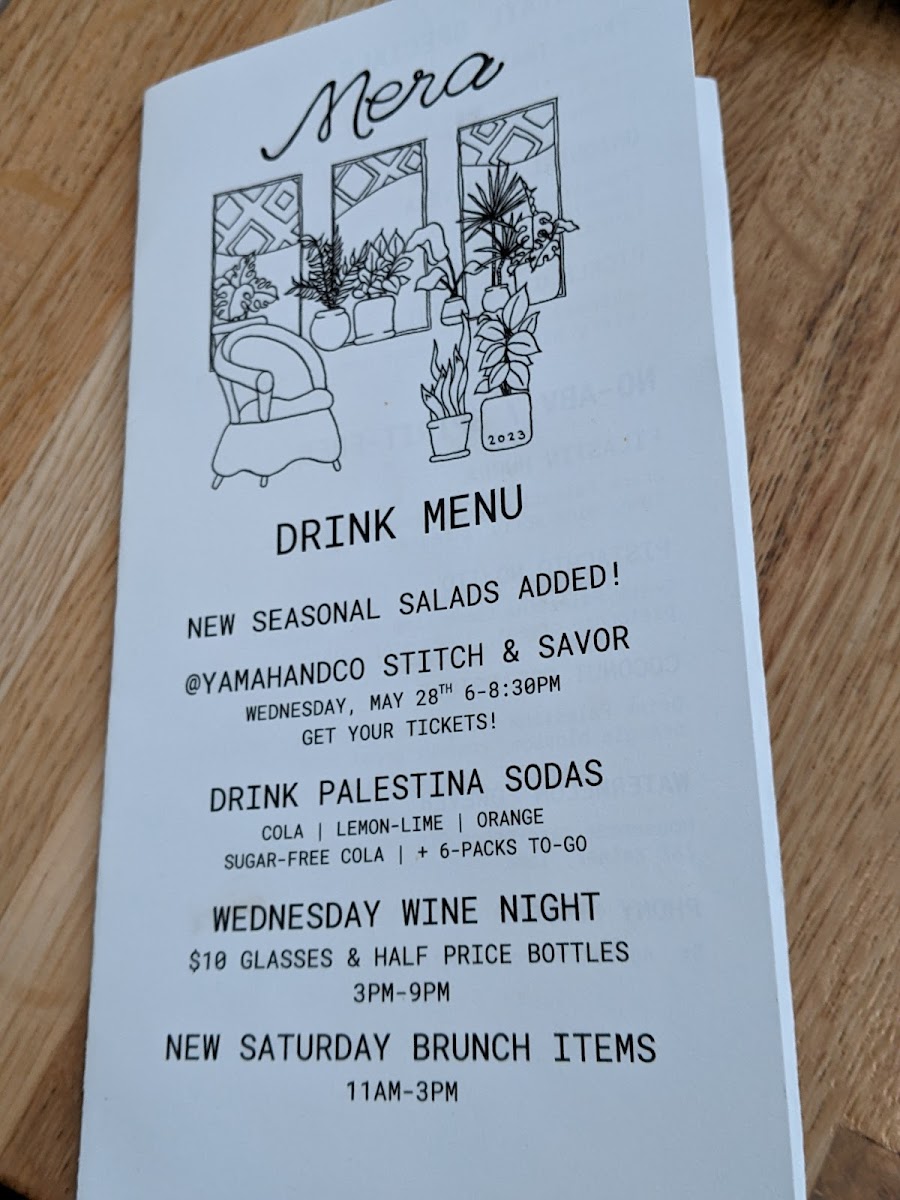 Mera
2023
DRINK MENU
NEW SEASONAL SALADS ADDED!
@YAMAHANDCO STITCH & SAVOR
WEDNESDAY, MAY 28TH 6-8:30PM
GET YOUR TICKETS!
DRINK PALESTINA SODAS
COLA | LEMON-LIME | ORANGE
SUGAR-FREE COLA | + 6-PACKS TO-GO
WEDNESDAY WINE NIGHT
$10 GLASSES & HALF PRICE BOTTLES
3PM-9PM
NEW SATURDAY BRUNCH ITEMS
11AM-3PM